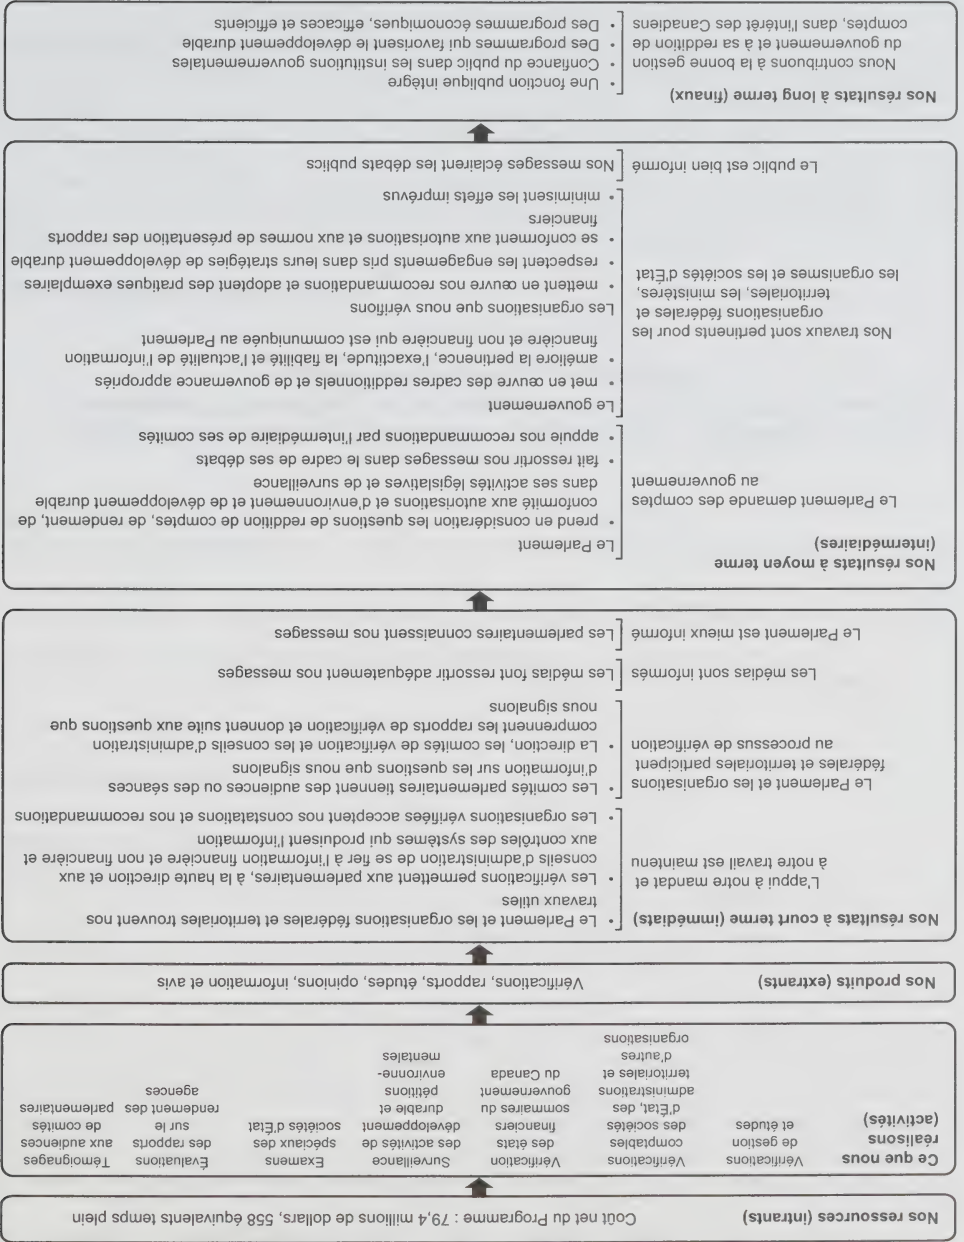 Nos ressources (intrants)
Coût net du Programme : 79,4 millions de dollars, 558 équivalents temps plein
Ce que nous
réalisons
(activités)
Vérifications
de gestion
et études
Vérifications
comptables
des sociétés
d'État, des
administrations
territoriales et
d'autres
organisations
Vérification
des états
financiers
sommaires du
gouvernement
du Canada
Surveillance
des activités de
développement
durable et
pétitions
environne-
mentales
Examens
spéciaux des
sociétés d'État
Évaluations
des rapports
sur le
rendement des
agences
Témoignages
aux audiences
de comités
parlementaires
Nos produits (extrants)
Vérifications, rapports, études, opinions, information et avis
Nos résultats à court terme (immédiats)
L'appui à notre mandat et
à notre travail est maintenu
• Le Parlement et les organisations fédérales et territoriales trouvent nos
travaux utiles
• Les vérifications permettent aux parlementaires, à la haute direction et aux
conseils d'administration de se fier à l'information financière et non financière et
aux contrôles des systèmes qui produisent l'information
• Les organisations vérifiées acceptent nos constatations et nos recommandations
Le Parlement et les organisations
fédérales et territoriales participent
au processus de vérification
• Les comités parlementaires tiennent des audiences ou des séances
d'information sur les questions que nous signalons
• La direction, les comités de vérification et les conseils d'administration
comprennent les rapports de vérification et donnent suite aux questions que
nous signalons
Les médias sont informés
Les médias font ressortir adéquatement nos messages
Le Parlement est mieux informé
Les parlementaires connaissent nos messages
Nos résultats à moyen terme
(intermédiaires)
Le Parlement demande des comptes
au gouvernement
Le Parlement
• prend en considération les questions de reddition de comptes, de rendement, de
conformité aux autorisations et d'environnement et de développement durable
dans ses activités législatives et de surveillance
• fait ressortir nos messages dans le cadre de ses débats
• appuie nos recommandations par l'intermédiaire de ses comités
Nos travaux sont pertinents pour les
organisations fédérales et
territoriales, les ministères,
les organismes et les sociétés d'État
Le gouvernement
• met en œuvre des cadres redditionnels et de gouvernance appropriés
• améliore la pertinence, l'exactitude, la fiabilité et l'actualité de l'information
financière et non financière qui est communiquée au Parlement
Les organisations que nous vérifions
• mettent en œuvre nos recommandations et adoptent des pratiques exemplaires
• respectent les engagements pris dans leurs stratégies de développement durable
• se conforment aux autorisations et aux normes de présentation des rapports
financiers
• minimisent les effets imprévus
Le public est bien informé
Nos messages éclairent les débats publics
Nos résultats à long terme (finaux)
Nous contribuons à la bonne gestion
du gouvernement et à sa reddition de
comptes, dans l'intérêt des Canadiens
• Une fonction publique intègre
• Confiance du public dans les institutions gouvernementales
• Des programmes qui favorisent le développement durable
• Des programmes économiques, efficaces et efficients